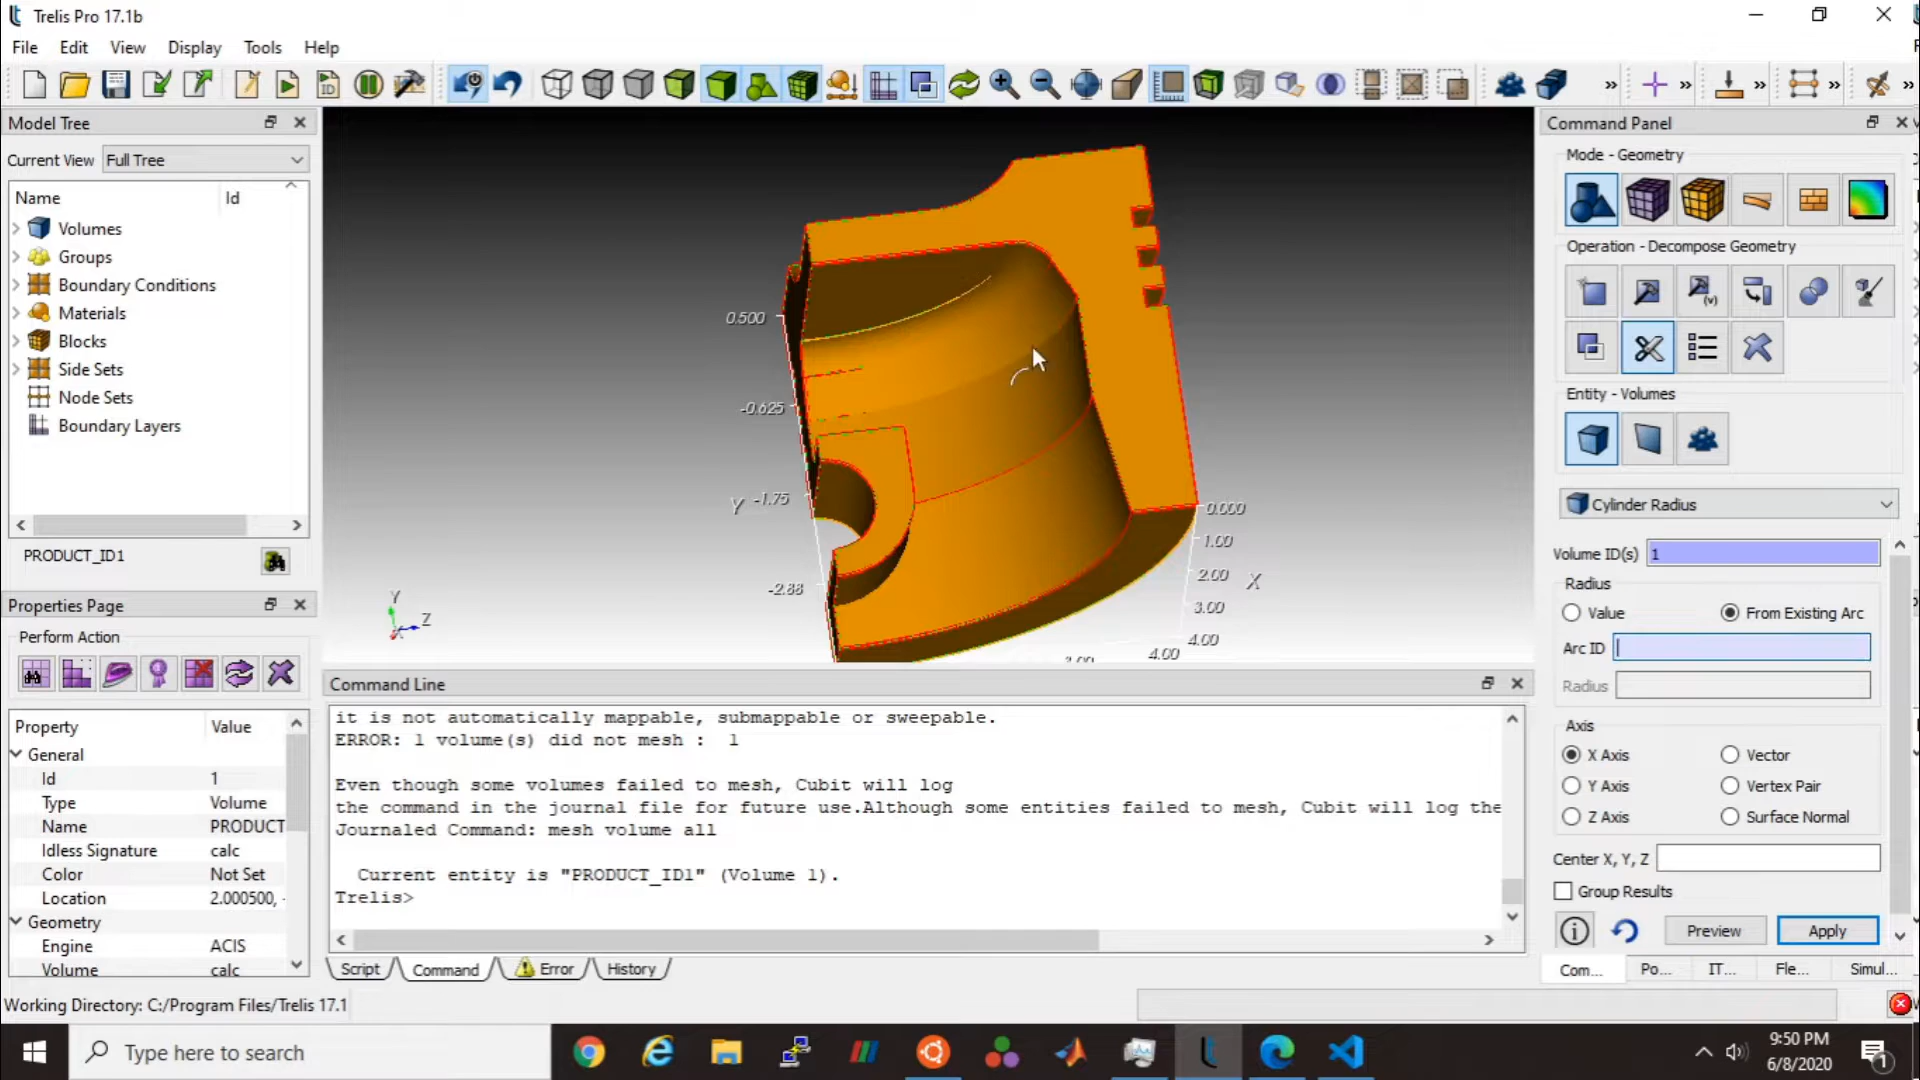 Trelis Pro 17.1b
File Edit View Display Tools Help
Model Tree
Current View Full Tree
Name Id
Volumes
Groups
Boundary Conditions
Materials
Blocks
Side Sets
Node Sets
Boundary Layers
PRODUCT_ID1
Properties Page
Perform Action
Property Value
General
Id 1
Type Volume
Name PRODUCT
Idless Signature calc
Color Not Set
Location 2.000500, -
Geometry
Engine ACIS
Volume calc
0.500
-0.625
Y -1.75
-2.88
0.000
1.00
2.00 X
3.00
4.00
4.00
Y
Z
X
Command Line
it is not automatically mappable, submappable or sweepable.
ERROR: 1 volume(s) did not mesh : 1
Even though some volumes failed to mesh, Cubit will log
the command in the journal file for future use.Although some entities failed to mesh, Cubit will log the
Journaled Command: mesh volume all
Current entity is "PRODUCT_ID1" (Volume 1).
Trelis>
Script Command Error History
Command Panel
Mode - Geometry
Operation - Decompose Geometry
Entity - Volumes
Cylinder Radius
Volume ID(s) 1
Radius
Value From Existing Arc
Arc ID
Radius
Axis
X Axis Vector
Y Axis Vertex Pair
Z Axis Surface Normal
Center X, Y, Z
Group Results
Preview Apply
Com... Po... IT... Fle... Simul...
Working Directory: C:/Program Files/Trelis 17.1
Type here to search
9:50 PM
6/8/2020
1